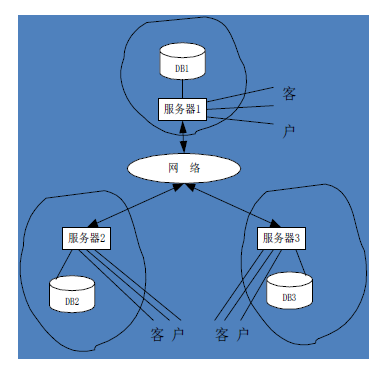 DB1
服务器1
客
户
网 络
服务器2
服务器3
DB2
DB3
客 户
客 户